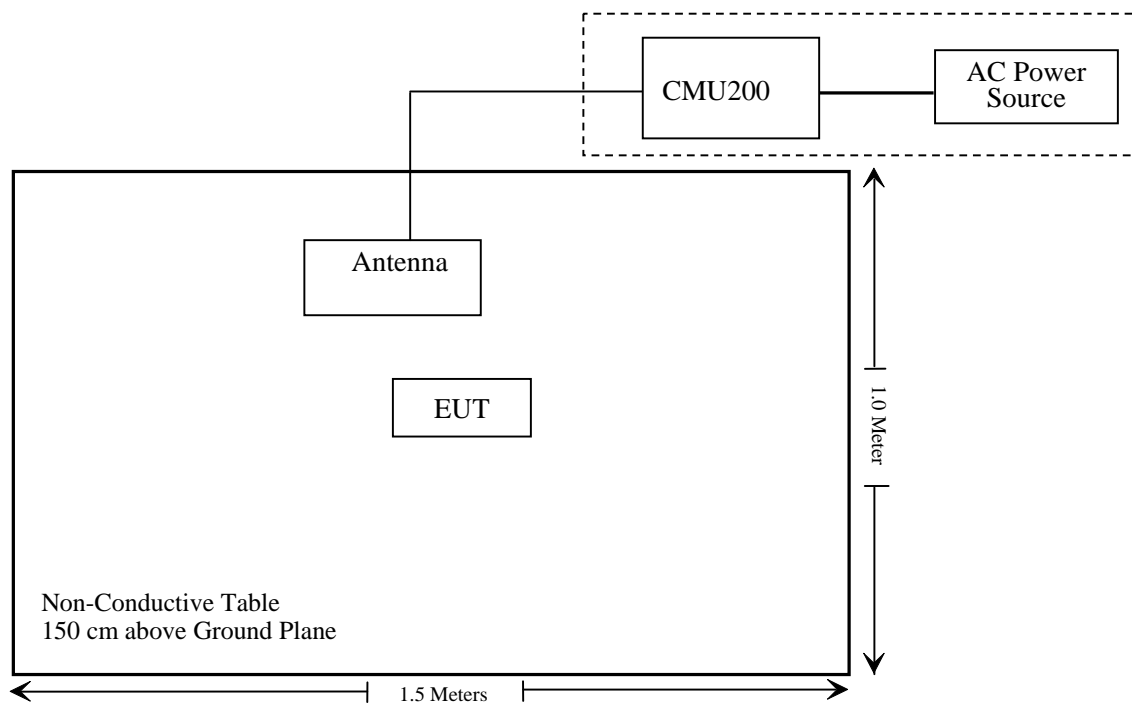 CMU200
AC Power
Source
Antenna
EUT
1.0 Meter
Non-Conductive Table
150 cm above Ground Plane
1.5 Meters